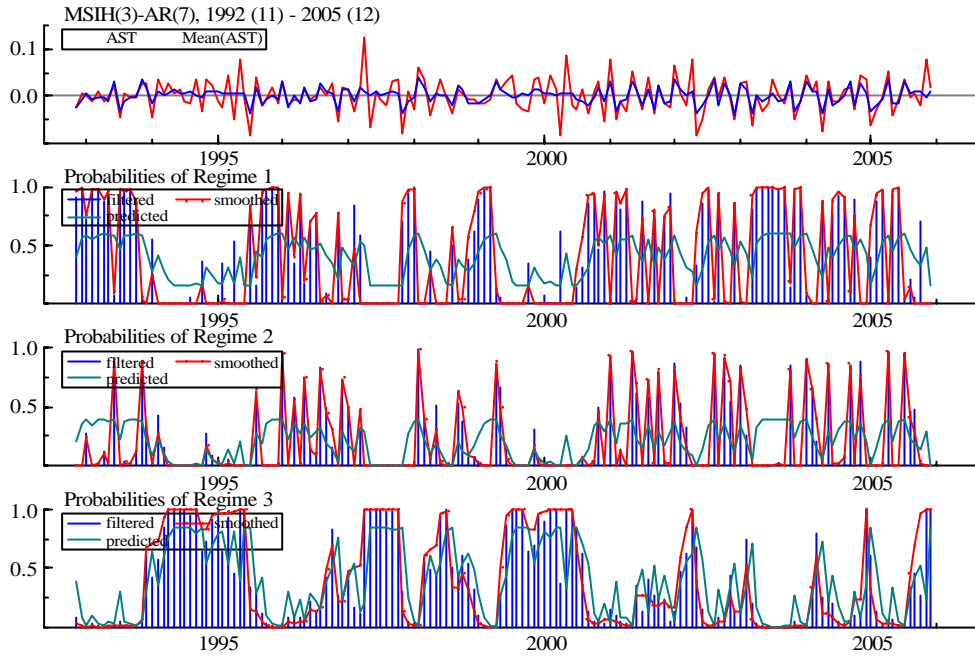 MSIH(3)-AR(7), 1992 (11) - 2005 (12)
AST Mean(AST)
0.1
0.0
1995 2000 2005
Probabilities of Regime 1
1.0
filtered smoothed
predicted
0.5
1995 2000 2005
Probabilities of Regime 2
1.0
filtered smoothed
predicted
0.5
1995 2000 2005
Probabilities of Regime 3
1.0
filtered smoothed
predicted
0.5
1995 2000 2005